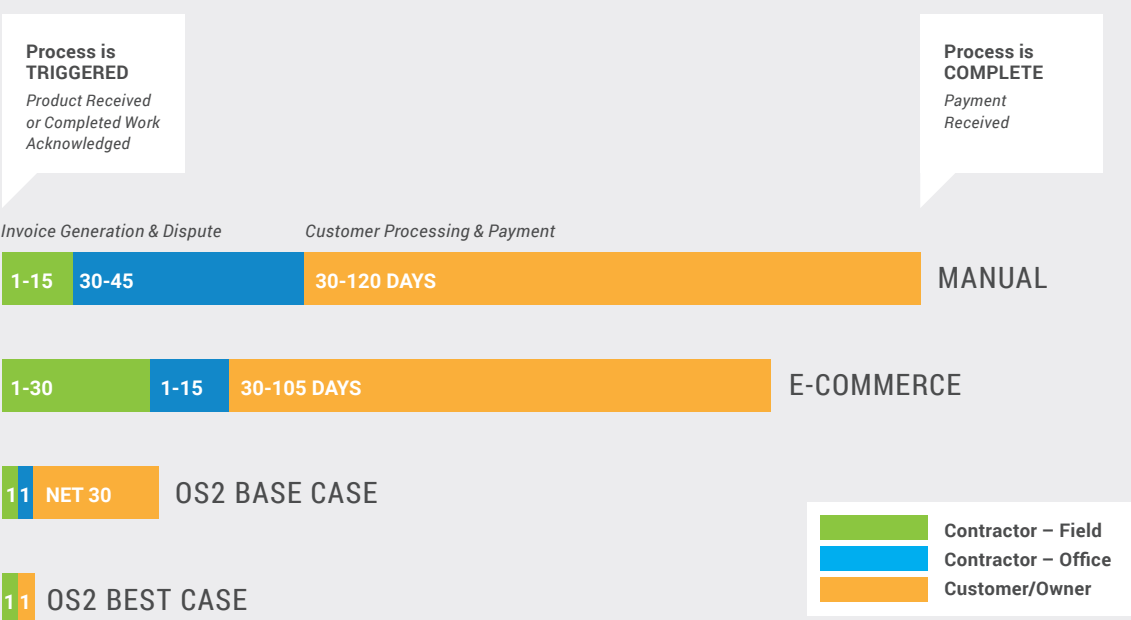 Process is
TRIGGERED
Product Received
or Completed Work
Acknowledged
Process is
COMPLETE
Payment
Received
Invoice Generation & Dispute
Customer Processing & Payment
1-15 30-45 30-120 DAYS MANUAL
1-30 1-15 30-105 DAYS E-COMMERCE
1 1 NET 30 OS2 BASE CASE
1 1 OS2 BEST CASE
Contractor – Field
Contractor – Office
Customer/Owner